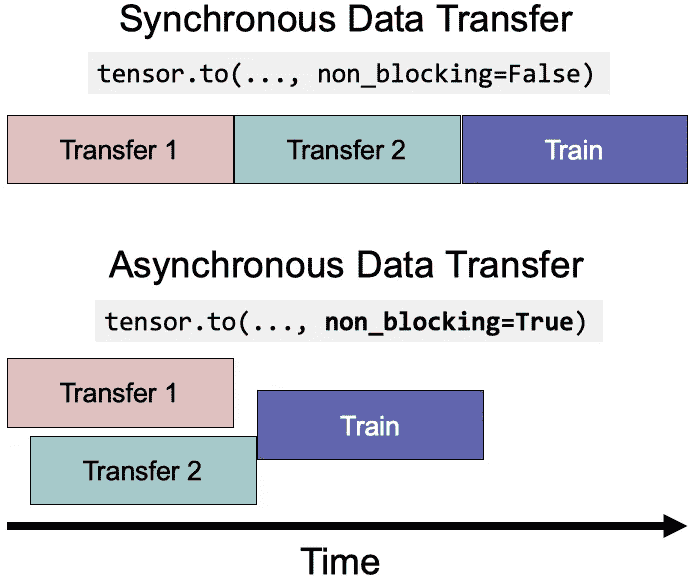 Synchronous Data Transfer
tensor.to(..., non_blocking=False)
Transfer 1
Transfer 2
Train
Asynchronous Data Transfer
tensor.to(..., non_blocking=True)
Transfer 1
Train
Transfer 2
Time